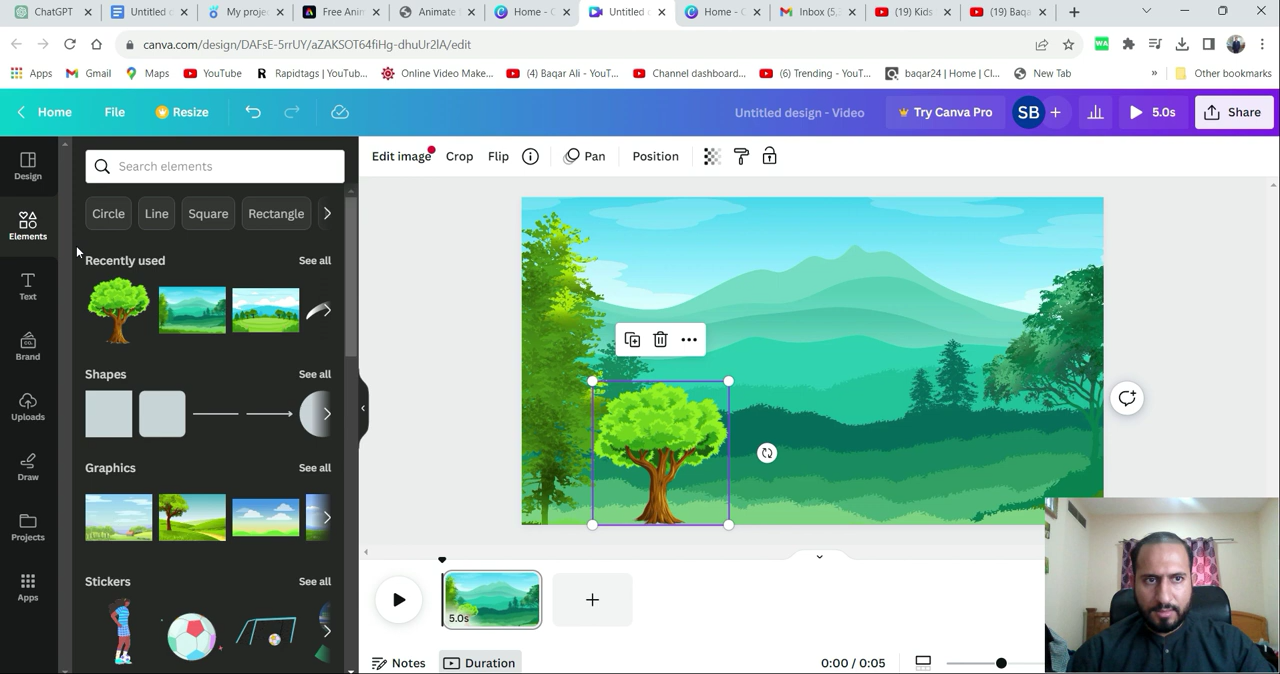 ChatGPT
Untitled d
My projec
Free Anim
Animate
Home - C
Untitled d
Home - C
Inbox (5,3
(19) Kids
(19) Baqa
canva.com/design/DAFsE-5rrUY/aZAKSOT64fiHg-dhuUr2lA/edit
WA
Apps
Gmail
Maps
YouTube
Rapidtags | YouTub...
Online Video Make...
(4) Baqar Ali - YouT...
Channel dashboard...
(6) Trending - YouT...
baqar24 | Home | Cl...
New Tab
Other bookmarks
Home
File
Resize
Untitled design - Video
Try Canva Pro
SB
5.0s
Share
Design
Elements
Text
Brand
Uploads
Draw
Projects
Apps
Search elements
Circle
Line
Square
Rectangle
Recently used
See all
Shapes
See all
Graphics
See all
Stickers
See all
Edit image
Crop
Flip
Pan
Position
5.0s
Notes
Duration
0:00 / 0:05